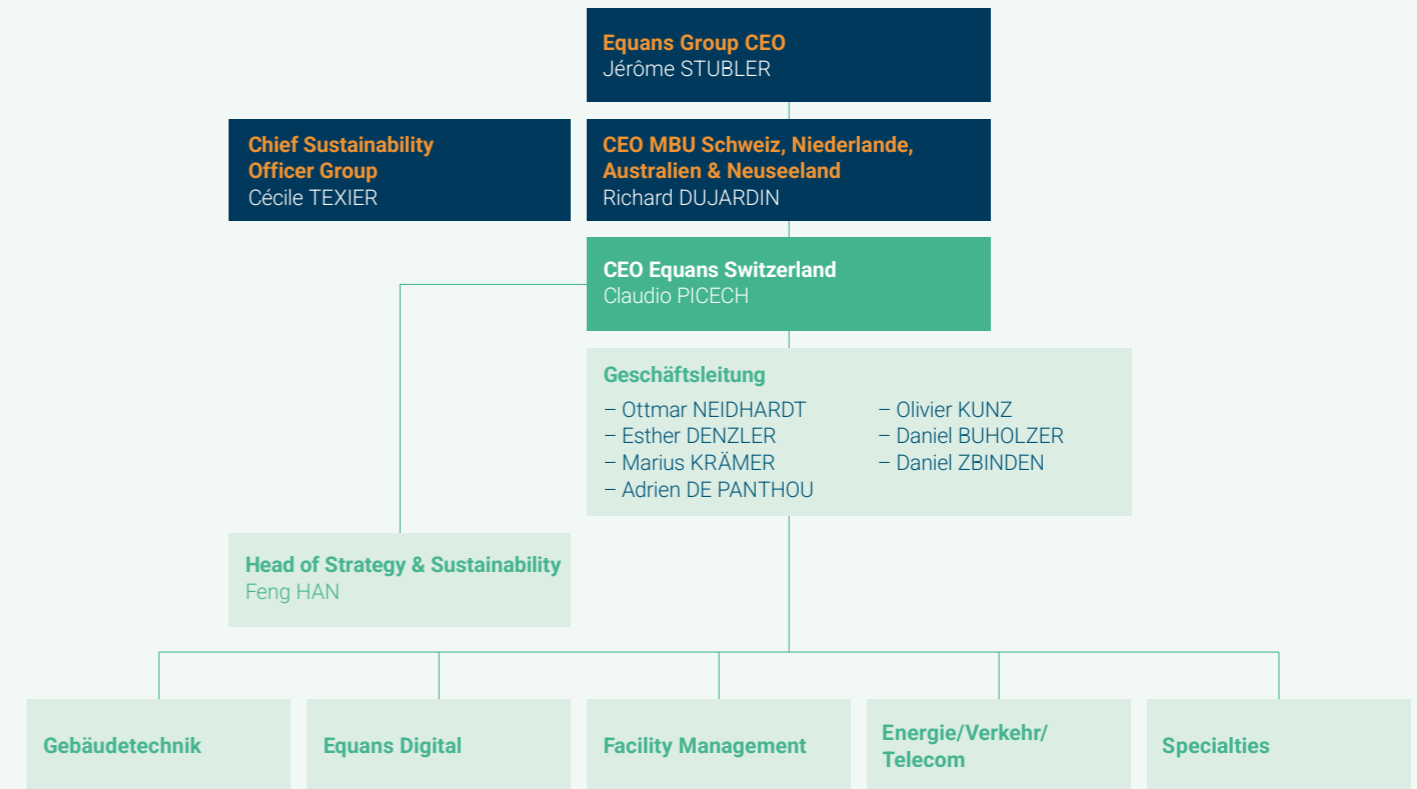 Equans Group CEO
Jérôme STUBLER
Chief Sustainability
Officer Group
Cécile TEXIER
CEO MBU Schweiz, Niederlande,
Australien & Neuseeland
Richard DUJARDIN
CEO Equans Switzerland
Claudio PICECH
Geschäftsleitung
– Ottmar NEIDHARDT
– Esther DENZLER
– Marius KRÄMER
– Adrien DE PANTHOU
– Olivier KUNZ
– Daniel BUHOLZER
– Daniel ZBINDEN
Head of Strategy & Sustainability
Feng HAN
Gebäudetechnik
Equans Digital
Facility Management
Energie/Verkehr/
Telecom
Specialties